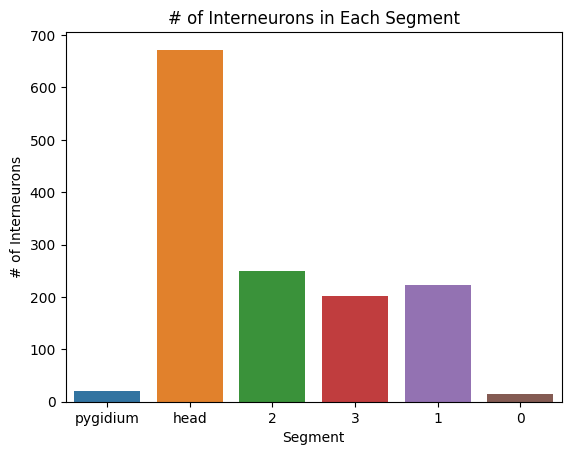 # of Interneurons in Each Segment
700
600
500
400
300
200
100
0
# of Interneurons
pygidium head 2 3 1 0
Segment